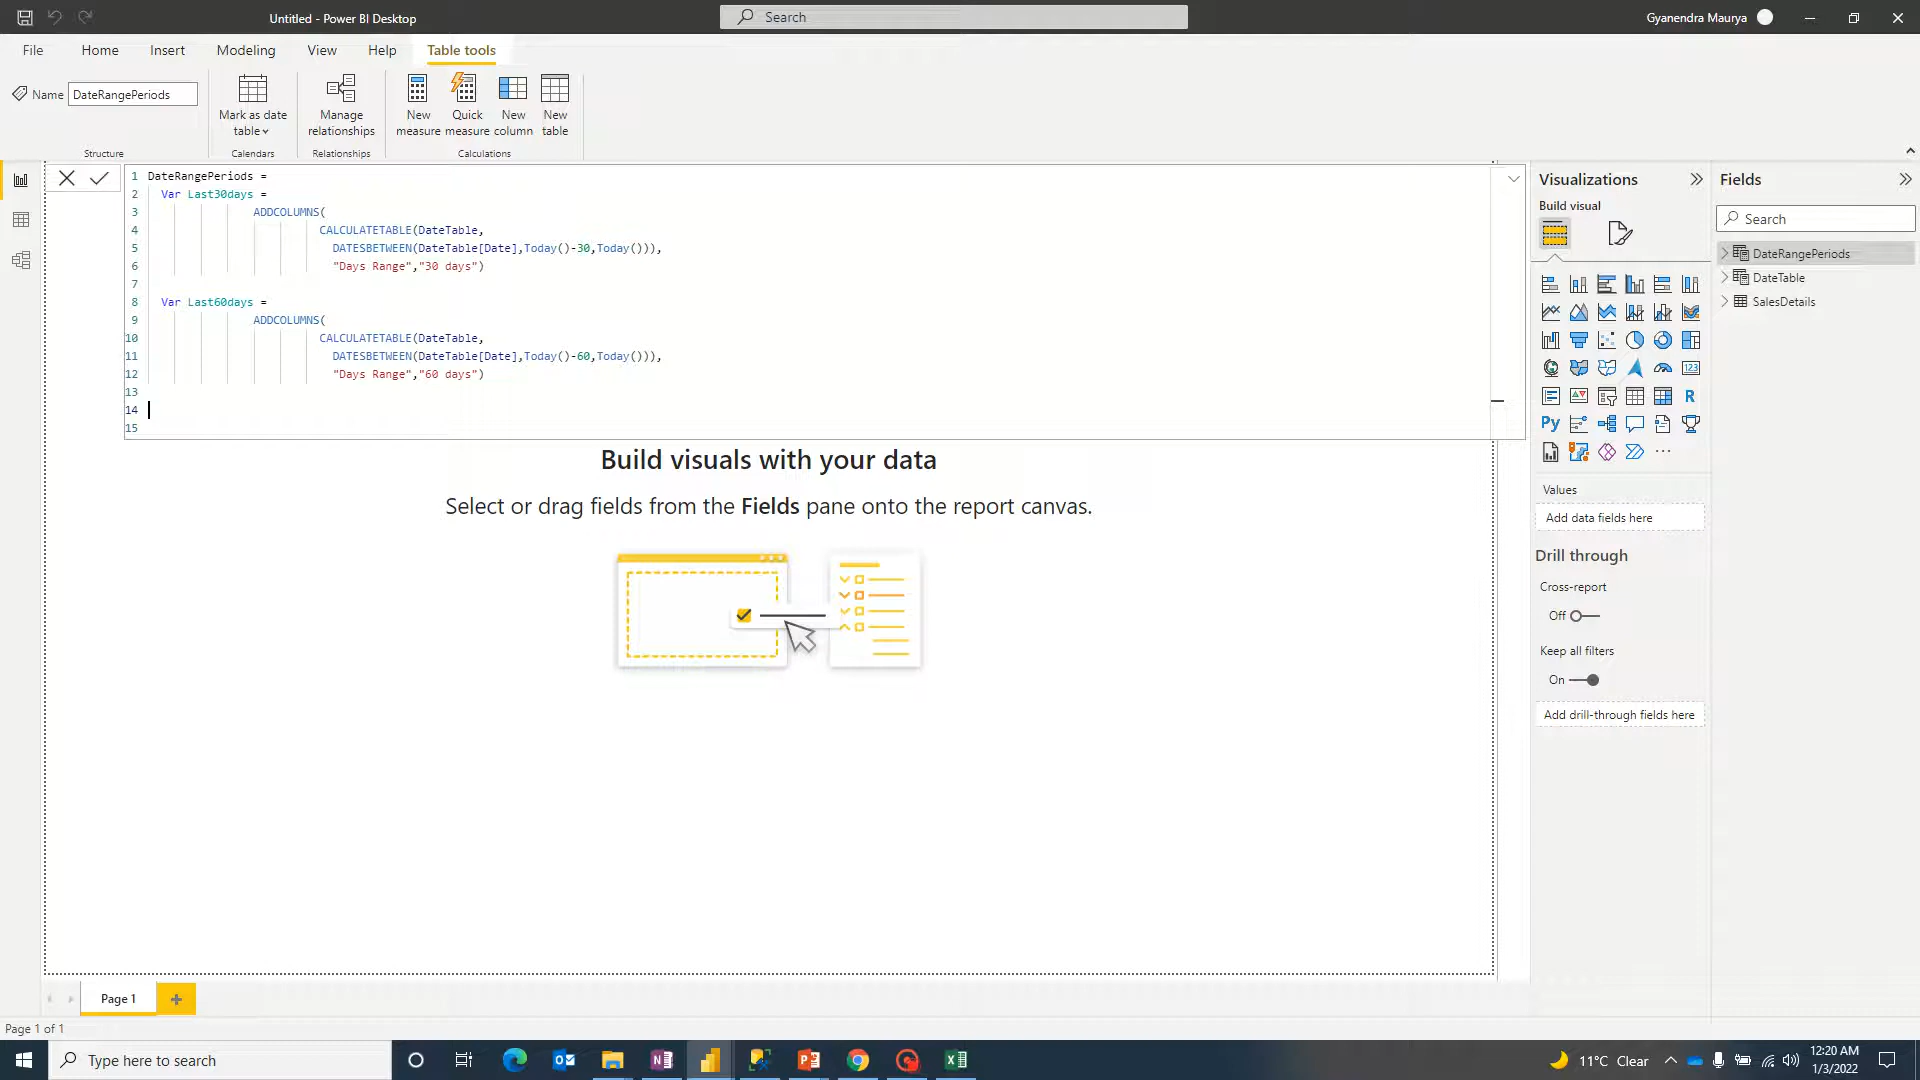 Untitled - Power BI Desktop
Search
Gyanendra Maurya
File Home Insert Modeling View Help Table tools
Name DateRangePeriods
Mark as date table
Manage relationships
New measure
Quick measure
New column
New table
Structure
Calendars
Relationships
Calculations
1 DateRangePeriods =
2 Var Last30days =
3 ADDCOLUMNS(
4 CALCULATETABLE(DateTable,
5 DATESBETWEEN(DateTable[Date],Today()-30,Today())),
6 "Days Range","30 days")
7
8 Var Last60days =
9 ADDCOLUMNS(
10 CALCULATETABLE(DateTable,
11 DATESBETWEEN(DateTable[Date],Today()-60,Today())),
12 "Days Range","60 days")
13
14
15
Build visuals with your data
Select or drag fields from the Fields pane onto the report canvas.
Visualizations
Build visual
123
R
Py
Values
Add data fields here
Drill through
Cross-report
Off
Keep all filters
On
Add drill-through fields here
Fields
Search
DateRangePeriods
DateTable
SalesDetails
Page 1
Page 1 of 1
Type here to search
11°C Clear
12:20 AM
1/3/2022